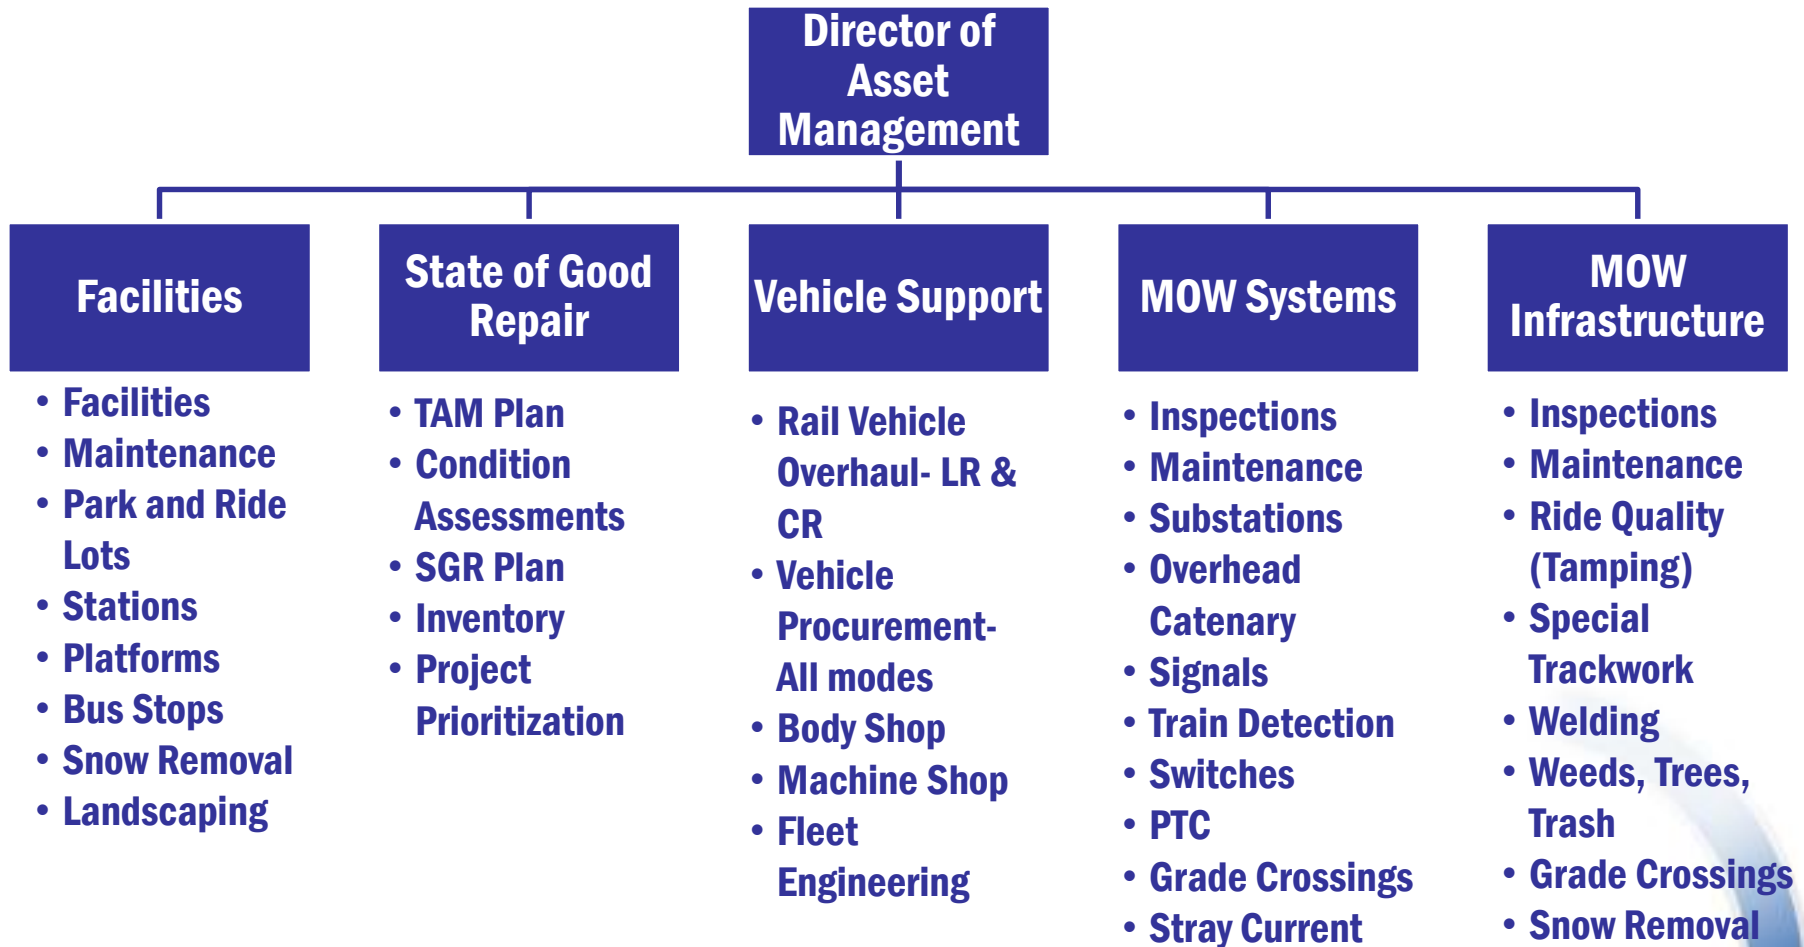 Director of
Asset
Management
Facilities
• Facilities
• Maintenance
• Park and Ride
Lots
• Stations
• Platforms
• Bus Stops
• Snow Removal
• Landscaping
State of Good
Repair
• TAM Plan
• Condition
Assessments
• SGR Plan
• Inventory
• Project
Prioritization
Vehicle Support
• Rail Vehicle
Overhaul- LR &
CR
• Vehicle
Procurement-
All modes
• Body Shop
• Machine Shop
• Fleet
Engineering
MOW Systems
• Inspections
• Maintenance
• Substations
• Overhead
Catenary
• Signals
• Train Detection
• Switches
• PTC
• Grade Crossings
• Stray Current
MOW
Infrastructure
• Inspections
• Maintenance
• Ride Quality
(Tamping)
• Special
Trackwork
• Welding
• Weeds, Trees,
Trash
• Grade Crossings
• Snow Removal